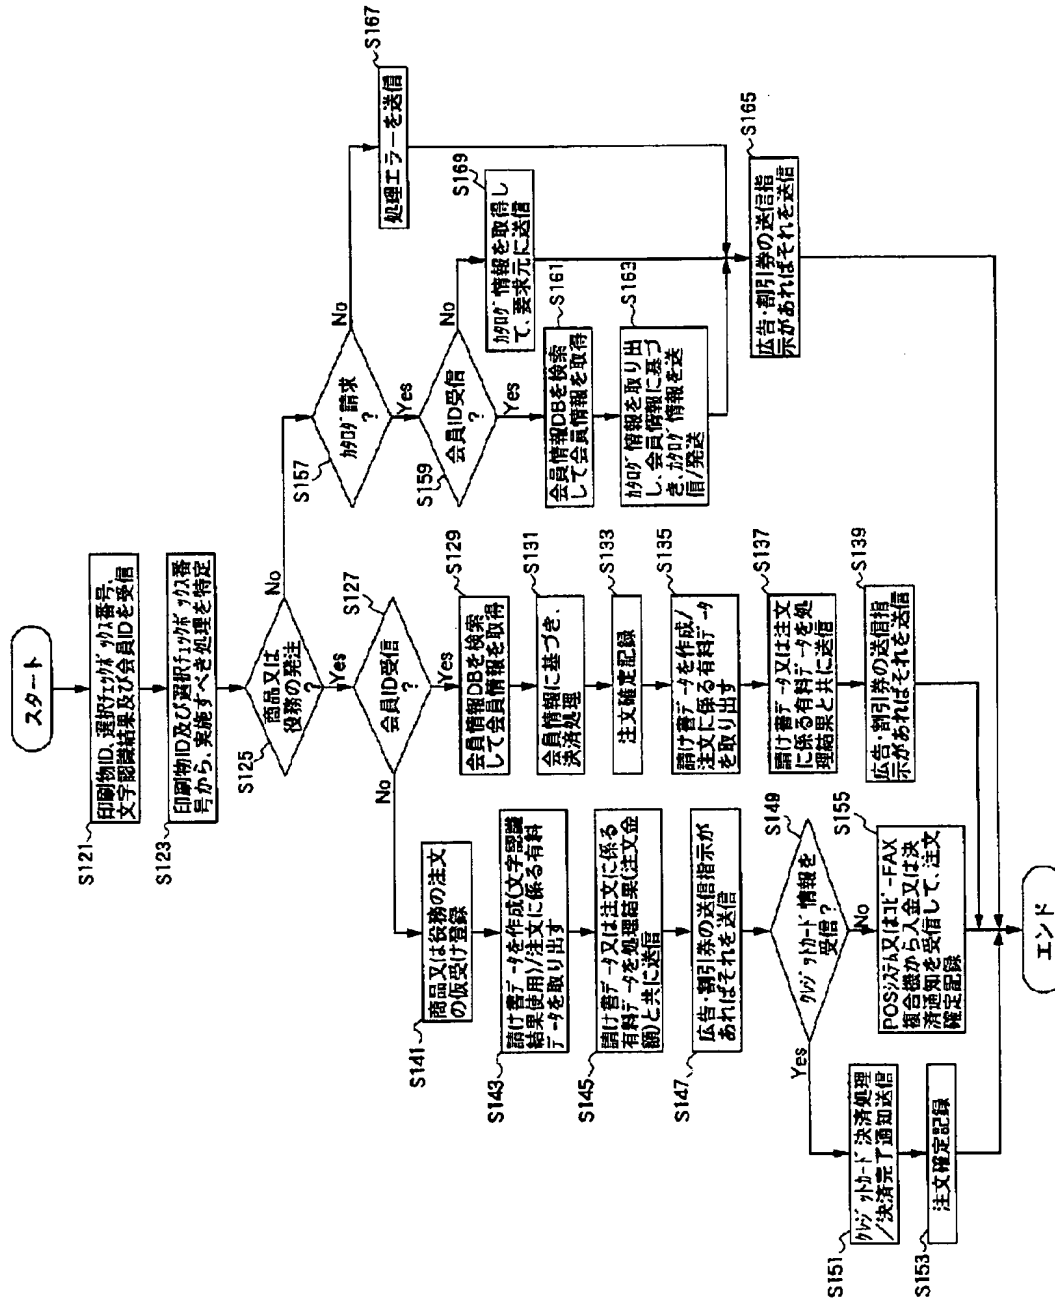 スタート
S121
印刷物ID、選択チェックボックス番号、
文字認識結果及び会員IDを受信
S123
印刷物ID及び選択チェックボックス番
号から、実施すべき処理を特定
S125
商品又は
役務の発注
?
No
Yes
S127
会員ID受信
?
No
Yes
S129
会員情報DBを検索
して会員情報を取得
S131
会員情報に基づき、
決済処理
S133
注文確定記録
S135
請け書データを作成/
注文に係る有料データ
を取り出す
S137
請け書データ又は注文
に係る有料データを処
理結果と共に送信
S139
広告・割引券の送信指
示があればそれを送信
S141
商品又は役務の注文
の仮受け登録
S143
請け書データを作成(文字認識
結果使用)/注文に係る有料
データを取り出す
S145
請け書データ又は注文に係る
有料データを処理結果(注文金
額)と共に送信
S147
広告・割引券の送信指示が
あればそれを送信
S149
クレジットカード情報を
受信?
Yes
No
S151
クレジットカード決済処理
/決済完了通知送信
S153
注文確定記録
S155
POSシステム又はコピーFAX
複合機から入金又は決
済通知を受信して、注文
確定記録
S157
カタログ請求
?
No
Yes
S159
会員ID受信
?
No
Yes
S161
会員情報DBを検索
して会員情報を取得
S163
カタログ情報を取り出
し、会員情報に基づ
き、カタログ情報を送
信/発送
S165
広告・割引券の送信指
示があればそれを送信
S167
処理エラーを送信
S169
カタログ情報を取得し
て、要求元に送信
エンド